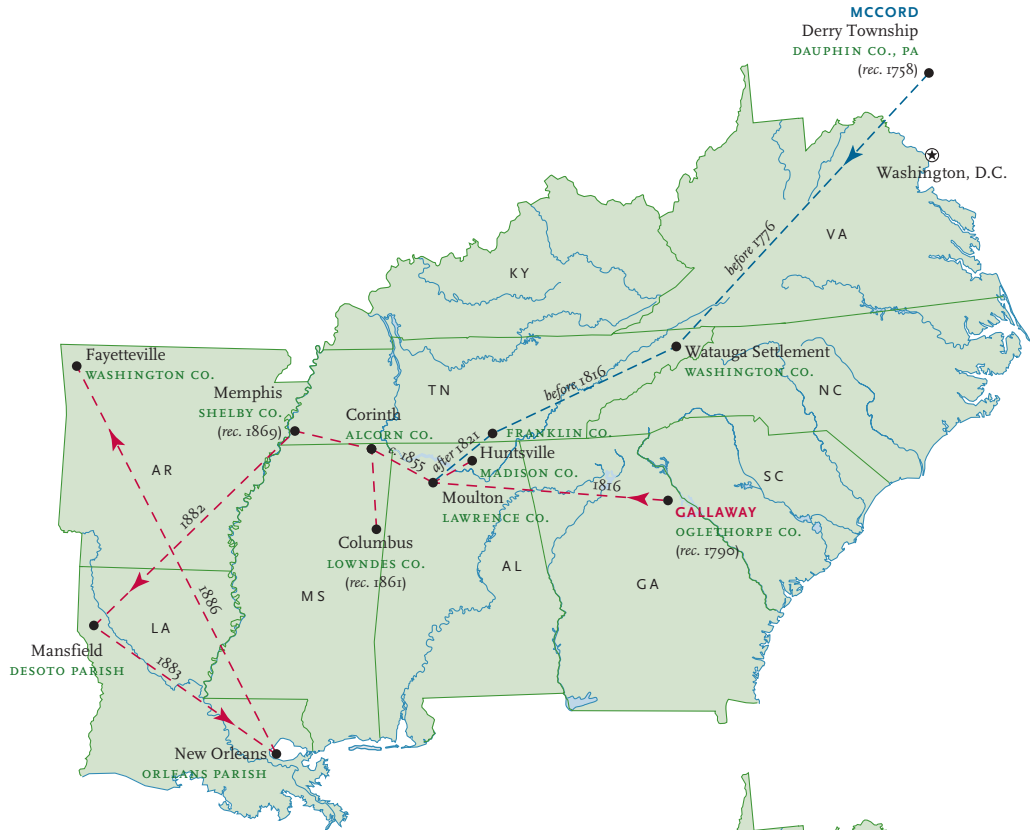 MCCORD
Derry Township
DAUPHIN CO., PA
(rec. 1758)
Washington, D.C.
before 1776
VA
KY
Watauga Settlement
WASHINGTON CO.
before 1816
NC
TN
Fayetteville
WASHINGTON CO.
Memphis
SHELBY CO.
(rec. 1869)
Corinth
ALCORN CO.
c. 1855
after 1821
FRANKLIN CO.
Huntsville
MADISON CO.
Moulton
LAWRENCE CO.
1816
SC
GALLAWAY
OGLETHORPE CO.
(rec. 1790)
AR
1882
Columbus
LOWNDES CO.
(rec. 1861)
AL
GA
MS
1886
LA
Mansfield
DESOTO PARISH
1883
New Orleans
ORLEANS PARISH